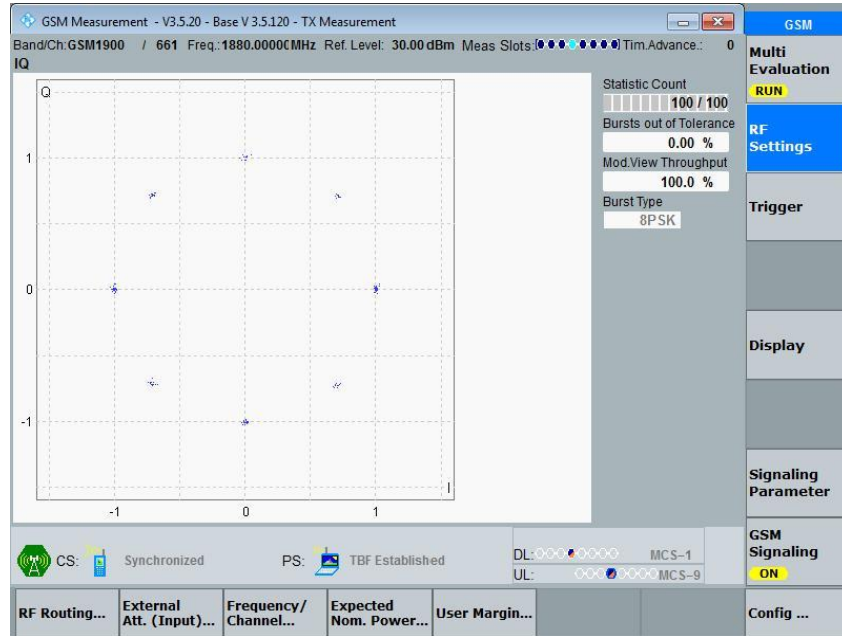 GSM Measurement - V3.5.20 - Base V 3.5.120 - TX Measurement
GSM
Band/Ch:GSM1900 / 661 Freq.:1880.0000 MHz Ref. Level: 30.00 dBm Meas Slots: Tim.Advance.: 0
IQ
Multi
Evaluation
RUN
Q
Statistic Count
100 / 100
Bursts out of Tolerance
0.00 %
Mod.View Throughput
100.0 %
Burst Type
8PSK
RF
Settings
Trigger
Display
Signaling
Parameter
GSM
Signaling
ON
1
0
-1
I
-1 0 1
CS: Synchronized PS: TBF Established
DL: MCS-1
UL: MCS-9
RF Routing...
External
Att. (Input)...
Frequency/
Channel...
Expected
Nom. Power...
User Margin...
Config ...